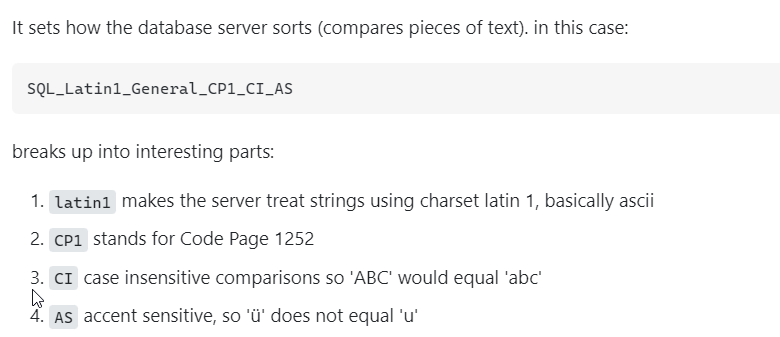 It sets how the database server sorts (compares pieces of text). in this case:
SQL_Latin1_General_CP1_CI_AS
breaks up into interesting parts:
1. latin1 makes the server treat strings using charset latin 1, basically ascii
2. CP1 stands for Code Page 1252
3. CI case insensitive comparisons so 'ABC' would equal 'abc'
4. AS accent sensitive, so 'ü' does not equal 'u'